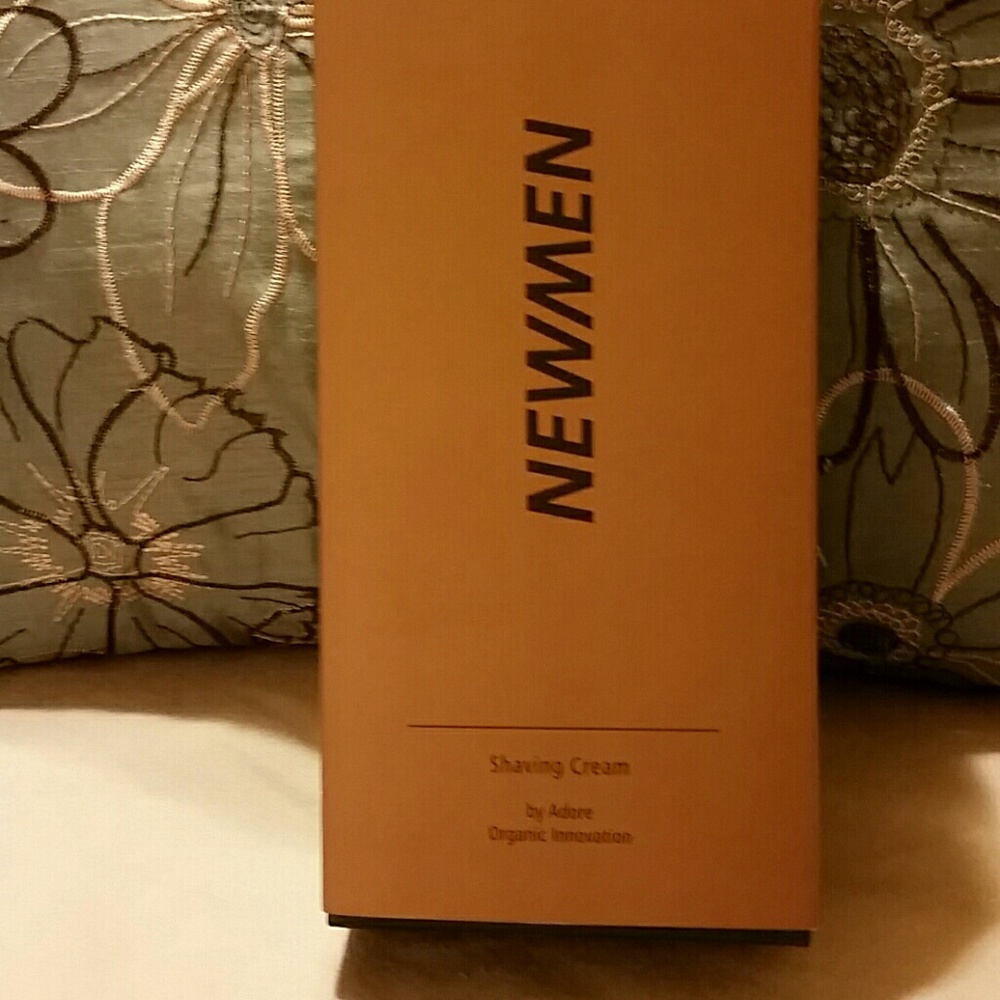 NEWMEN
Shaving Cream
by Adore
Organic Innovation